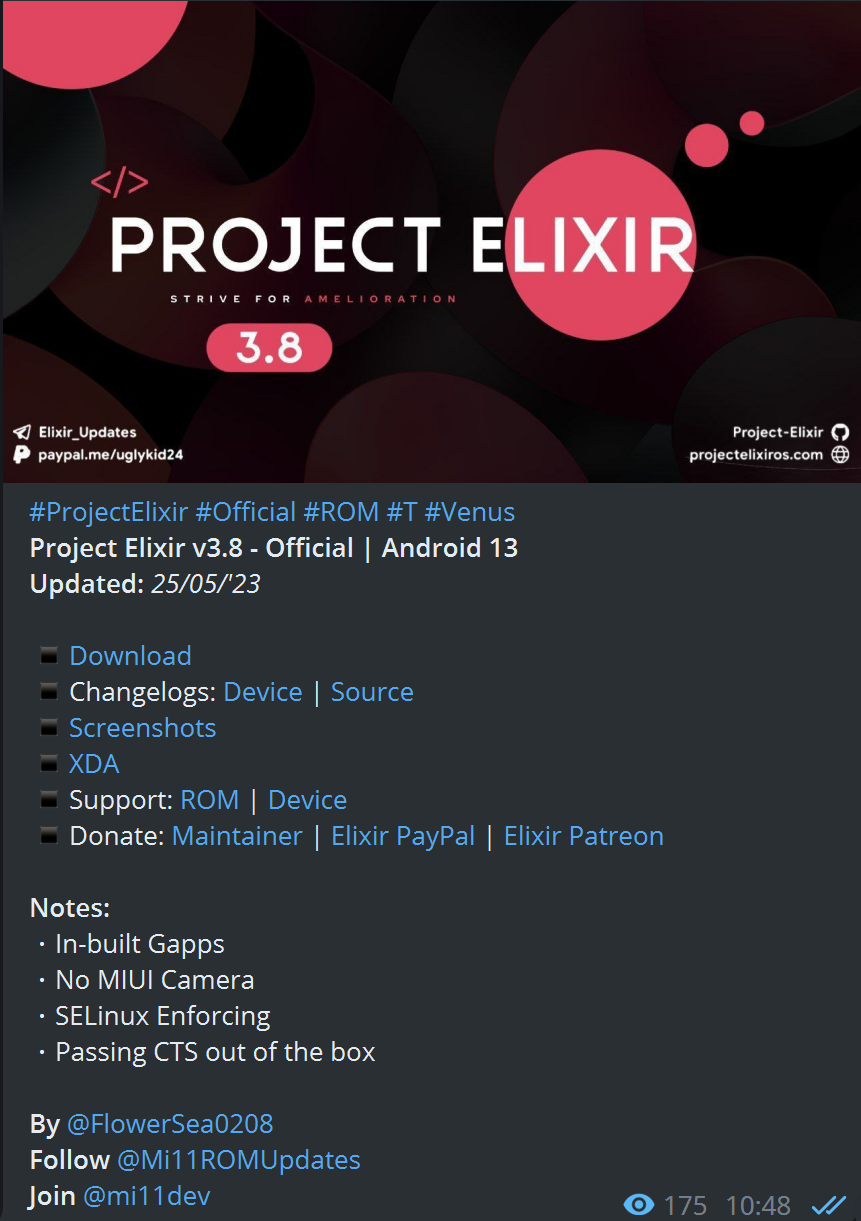 </>
PROJECT ELIXIR
STRIVE FOR AMELIORATION
3.8
Elixir_Updates
paypal.me/uglykid24
Project-Elixir
projectelixiros.com
#ProjectElixir #Official #ROM #T #Venus
Project Elixir v3.8 - Official | Android 13
Updated: 25/05/'23
Download
Changelogs: Device | Source
Screenshots
XDA
Support: ROM | Device
Donate: Maintainer | Elixir PayPal | Elixir Patreon
Notes:
· In-built Gapps
· No MIUI Camera
· SELinux Enforcing
· Passing CTS out of the box
By @FlowerSea0208
Follow @Mi11ROMUpdates
Join @mi11dev
175 10:48